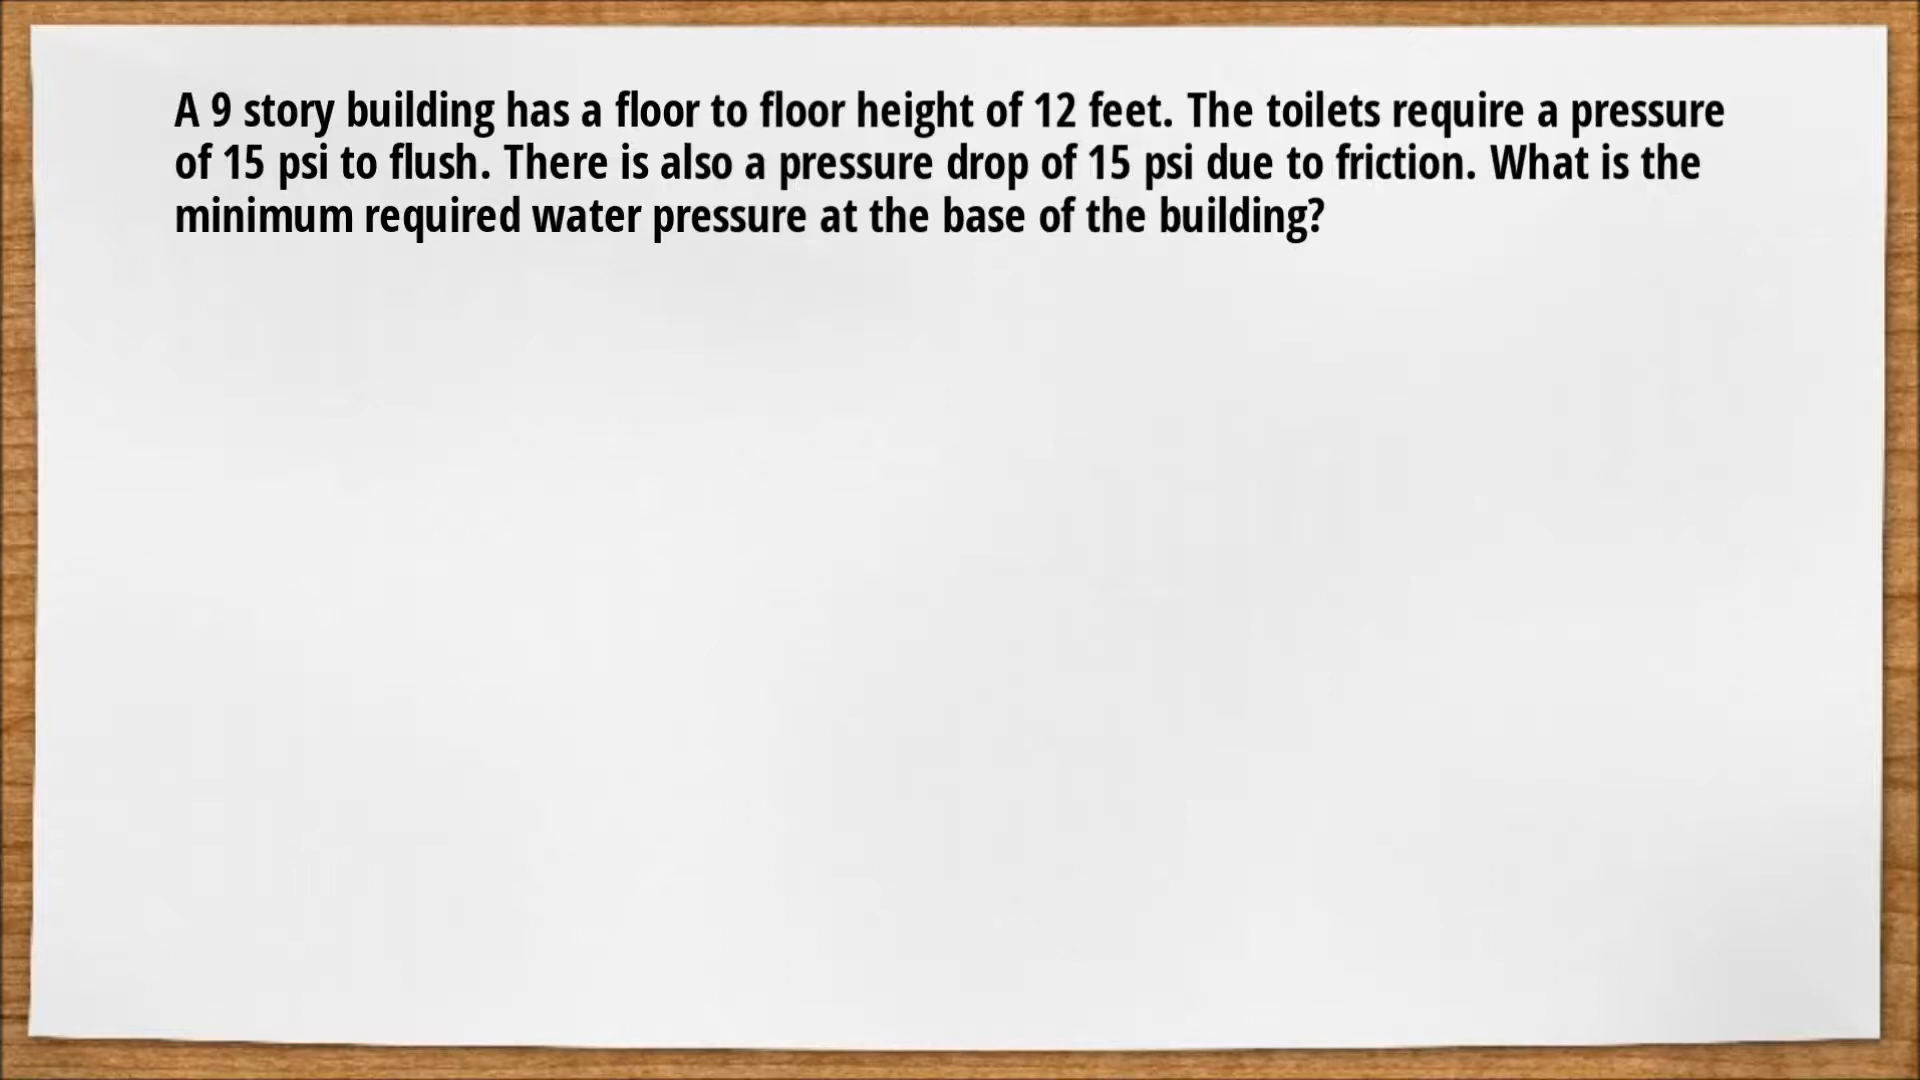 A 9 story building has a floor to floor height of 12 feet. The toilets require a pressure
of 15 psi to flush. There is also a pressure drop of 15 psi due to friction. What is the
minimum required water pressure at the base of the building?